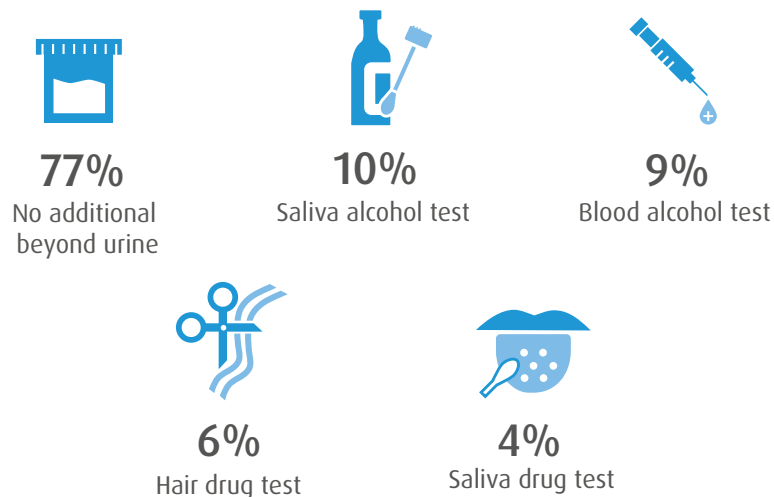 77%
No additional
beyond urine
10%
Saliva alcohol test
9%
Blood alcohol test
6%
Hair drug test
4%
Saliva drug test